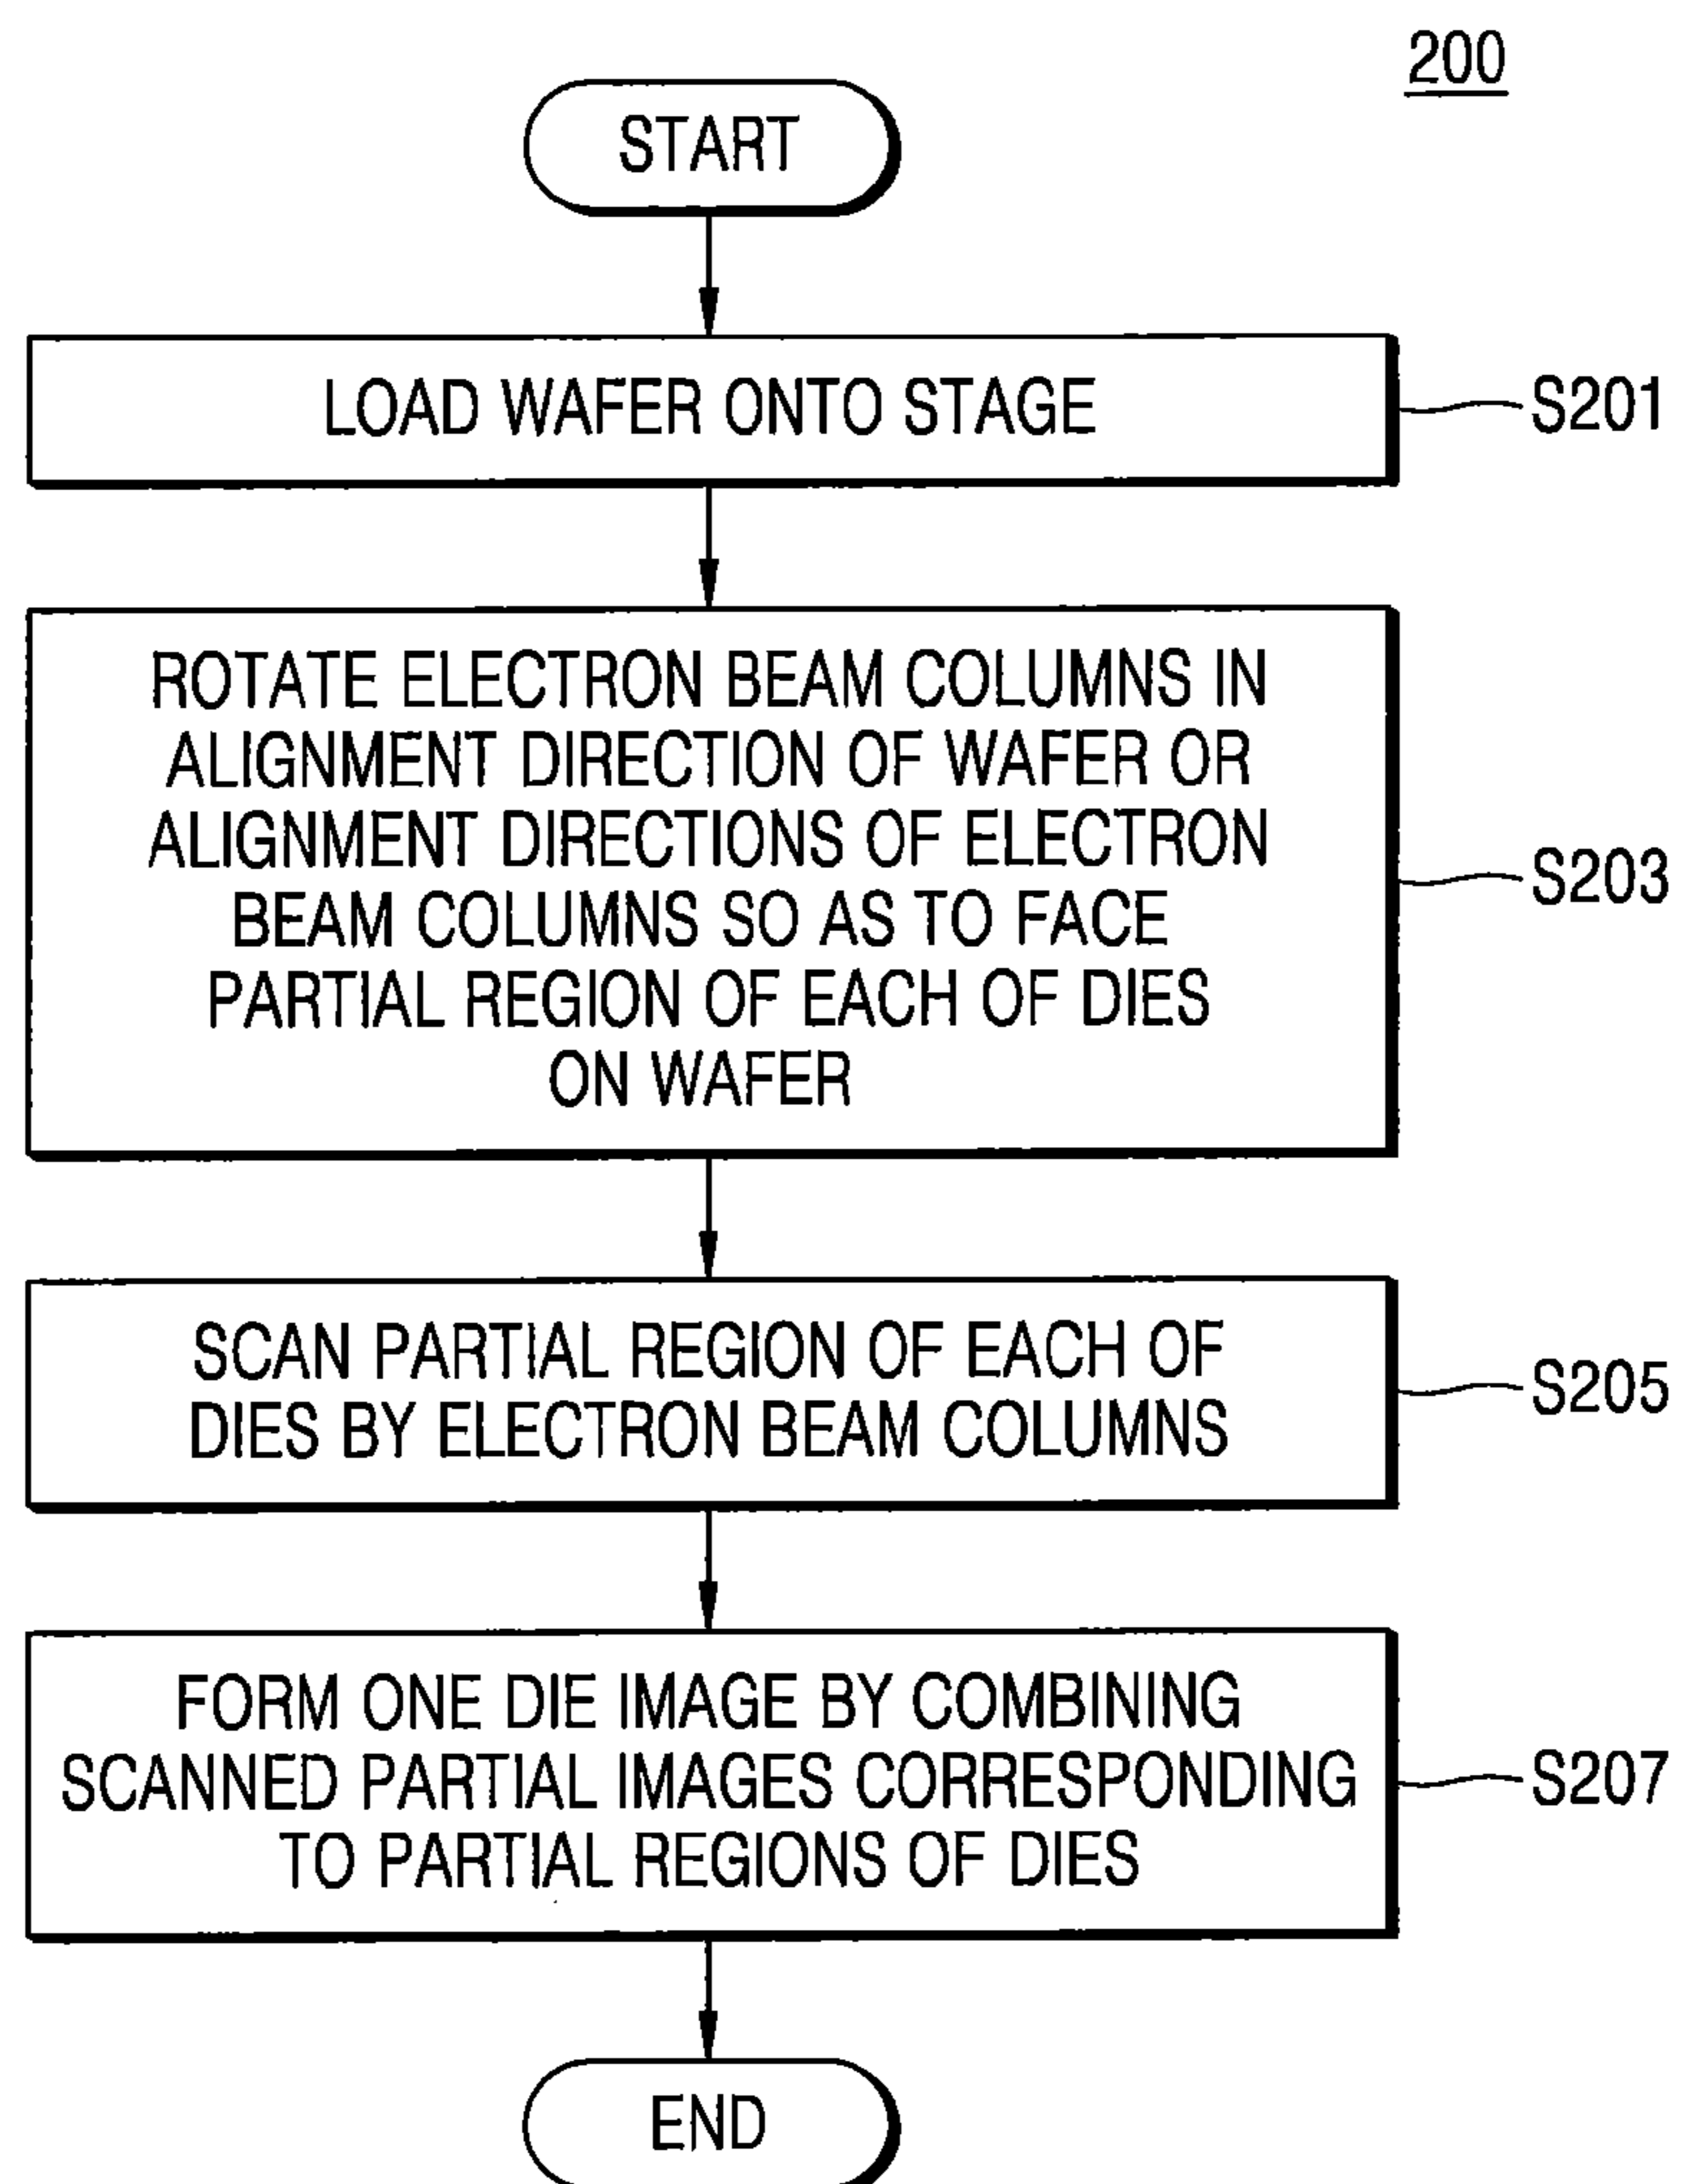 200
START
LOAD WAFER ONTO STAGE
S201
ROTATE ELECTRON BEAM COLUMNS IN
ALIGNMENT DIRECTION OF WAFER OR
ALIGNMENT DIRECTIONS OF ELECTRON
BEAM COLUMNS SO AS TO FACE
PARTIAL REGION OF EACH OF DIES
ON WAFER
S203
SCAN PARTIAL REGION OF EACH OF
DIES BY ELECTRON BEAM COLUMNS
S205
FORM ONE DIE IMAGE BY COMBINING
SCANNED PARTIAL IMAGES CORRESPONDING
TO PARTIAL REGIONS OF DIES
S207
END